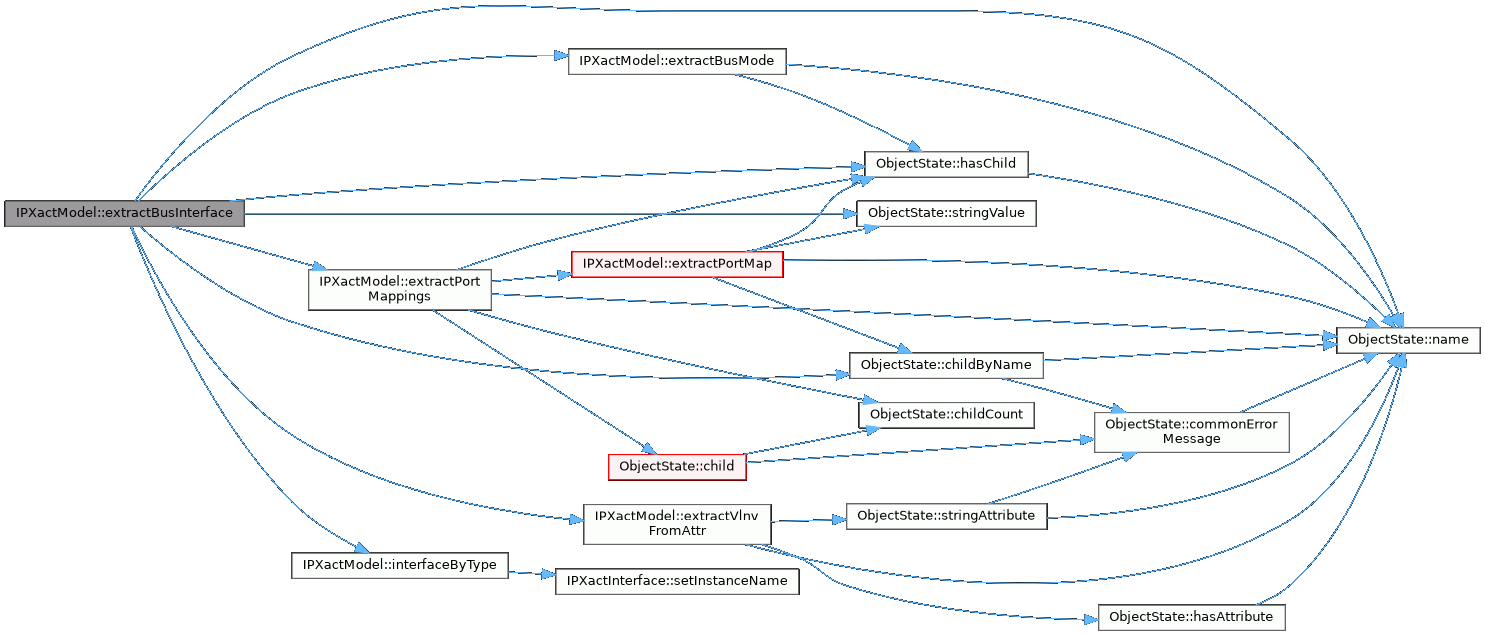 IPXactModel::extractBusMode
ObjectState::hasChild
IPXactModel::extractBusInterface
ObjectState::stringValue
IPXactModel::extractPortMap
IPXactModel::extractPort
Mappings
ObjectState::name
ObjectState::childByName
ObjectState::childCount
ObjectState::commonError
Message
ObjectState::child
IPXactModel::extractVlnv
FromAttr
ObjectState::stringAttribute
IPXactModel::interfaceByType
IPXactInterface::setInstanceName
ObjectState::hasAttribute